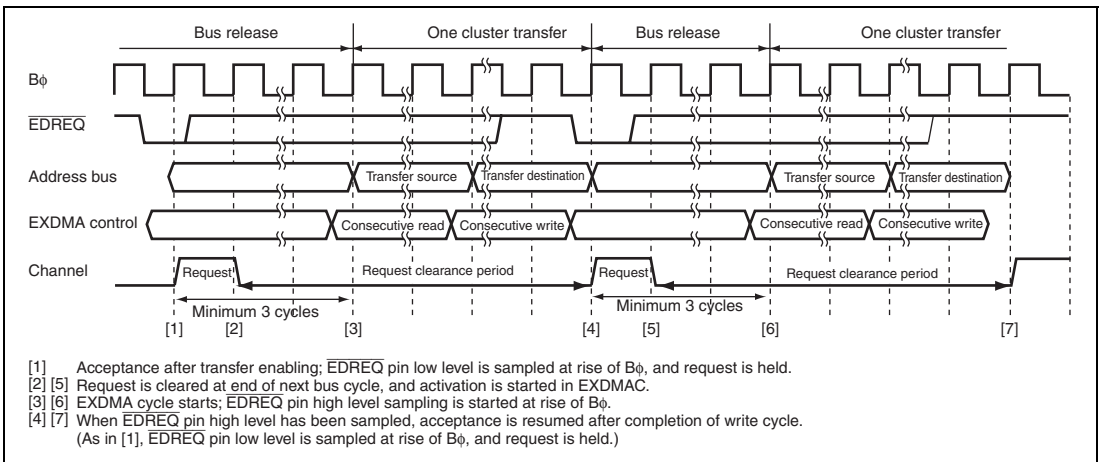 Bus release One cluster transfer Bus release One cluster transfer
Bϕ
EDREQ
Address bus Transfer source Transfer destination Transfer source Transfer destination
EXDMA control Consecutive read Consecutive write Consecutive read Consecutive write
Channel Request Request clearance period Request Request clearance period
Minimum 3 cycles Minimum 3 cycles
[1] [2] [3] [4] [5] [6] [7]
[1] Acceptance after transfer enabling; EDREQ pin low level is sampled at rise of Bϕ, and request is held.
[2] [5] Request is cleared at end of next bus cycle, and activation is started in EXDMAC.
[3] [6] EXDMA cycle starts; EDREQ pin high level sampling is started at rise of Bϕ.
[4] [7] When EDREQ pin high level has been sampled, acceptance is resumed after completion of write cycle.
(As in [1], EDREQ pin low level is sampled at rise of Bϕ, and request is held.)